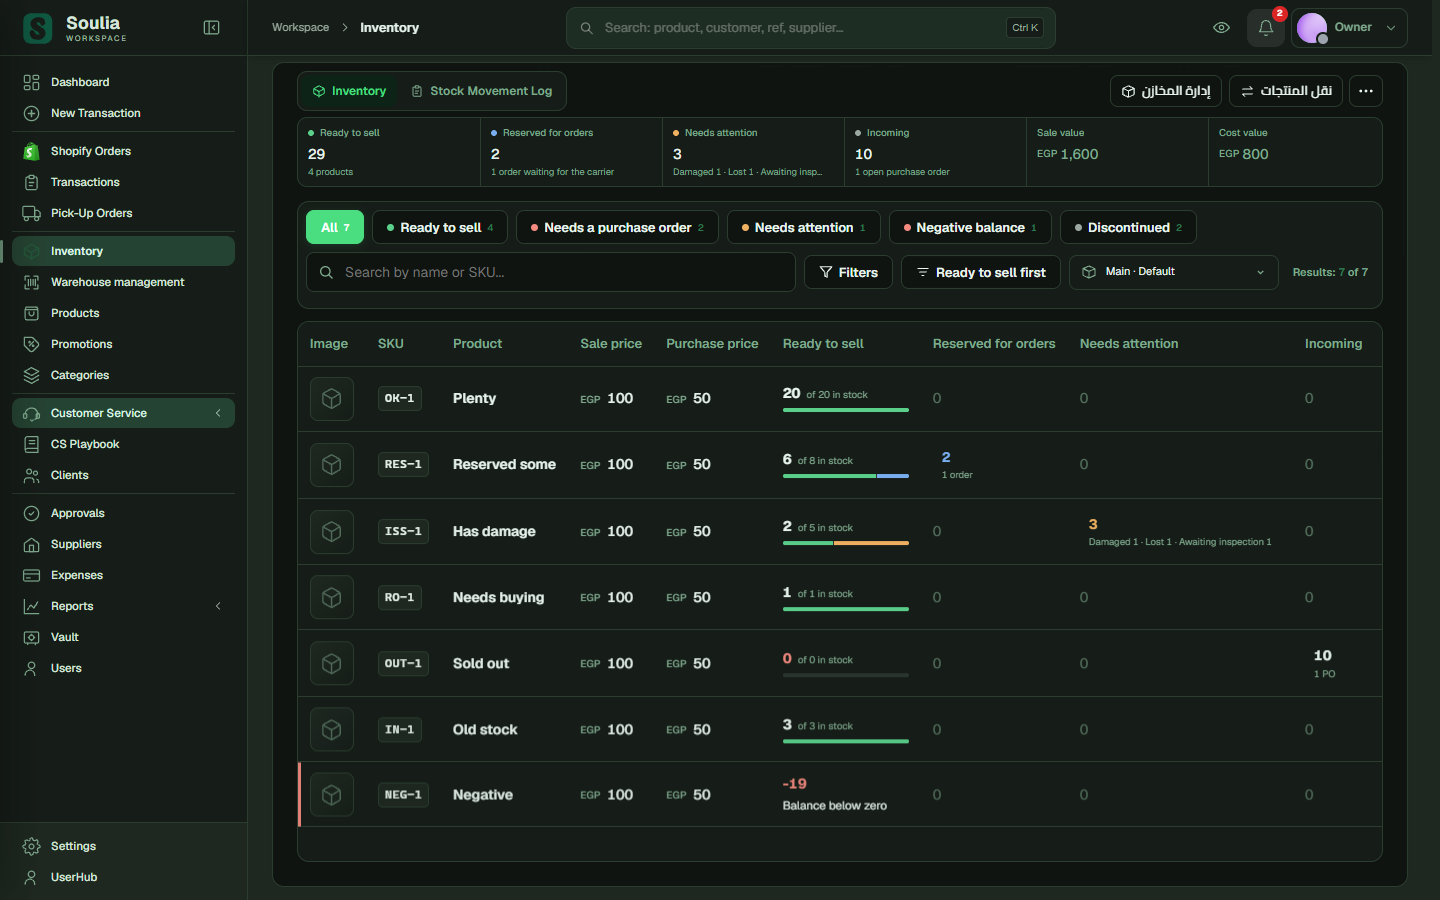 Soulia
WORKSPACE
Workspace > Inventory
Search: product, customer, ref, supplier...
Ctrl K
2
Owner
Dashboard
New Transaction
Shopify Orders
Transactions
Pick-Up Orders
Inventory
Warehouse management
Products
Promotions
Categories
Customer Service
CS Playbook
Clients
Approvals
Suppliers
Expenses
Reports
Vault
Users
Settings
UserHub
Inventory
Stock Movement Log
إدارة المخازن
نقل المنتجات
Ready to sell
29
4 products
Reserved for orders
2
1 order waiting for the carrier
Needs attention
3
Damaged 1 · Lost 1 · Awaiting insp...
Incoming
10
1 open purchase order
Sale value
EGP 1,600
Cost value
EGP 800
All 7
Ready to sell 4
Needs a purchase order 2
Needs attention 1
Negative balance 1
Discontinued 2
Search by name or SKU...
Filters
Ready to sell first
Main · Default
Results: 7 of 7
Image SKU Product Sale price Purchase price Ready to sell Reserved for orders Needs attention Incoming
OK-1 Plenty EGP 100 EGP 50 20 of 20 in stock 0 0 0
RES-1 Reserved some EGP 100 EGP 50 6 of 8 in stock 2 0 0
1 order
ISS-1 Has damage EGP 100 EGP 50 2 of 5 in stock 0 3 0
Damaged 1 · Lost 1 · Awaiting inspection 1
RO-1 Needs buying EGP 100 EGP 50 1 of 1 in stock 0 0 0
OUT-1 Sold out EGP 100 EGP 50 0 of 0 in stock 0 0 10
1 PO
IN-1 Old stock EGP 100 EGP 50 3 of 3 in stock 0 0 0
NEG-1 Negative EGP 100 EGP 50 -19 0 0 0
Balance below zero